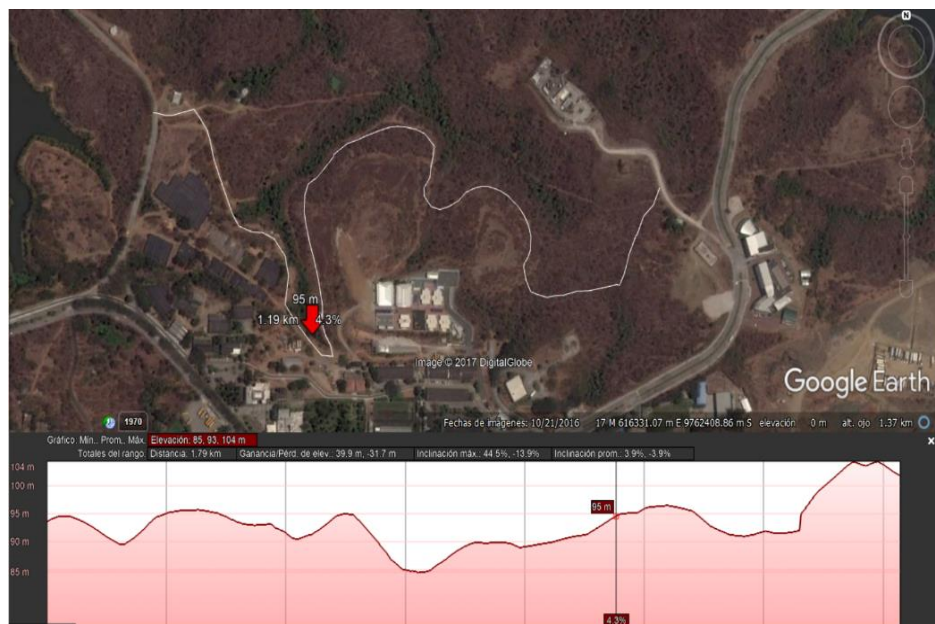 N
95 m
1.19 km 4.3%
Image © 2017 DigitalGlobe
Google Earth
1970
Fechas de imágenes: 10/21/2016 17 M 616331.07 m E 9762408.86 m S elevación 0 m alt. ojo 1.37 km
Gráfico: Mín., Prom., Máx. Elevación: 85, 93, 104 m
Totales del rango: Distancia: 1.79 km Ganancia/Pérd. de elev.: 39.9 m, -31.7 m Inclinación máx.: 44.5%, -13.9% Inclinación prom.: 3.9%, -3.9%
104 m
100 m
95 m
95 m
90 m
85 m
4.3%